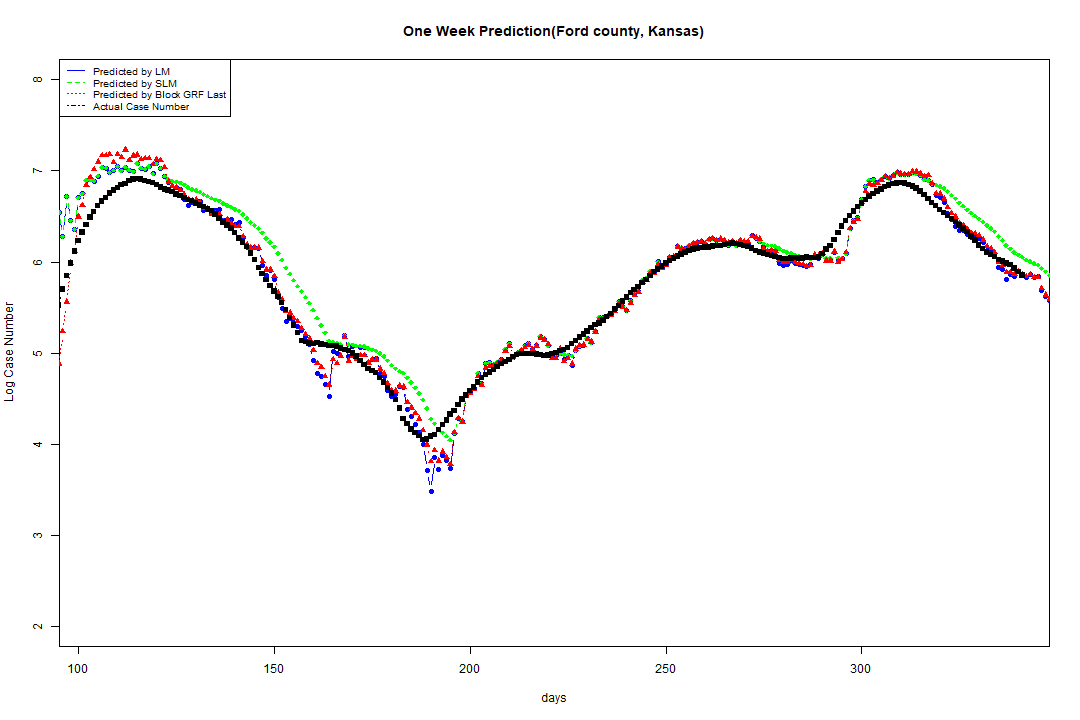 One Week Prediction(Ford county, Kansas)
Predicted by LM
Predicted by SLM
Predicted by Block GRF Last
Actual Case Number
8
7
6
5
4
3
2
Log Case Number
100 150 200 250 300
days